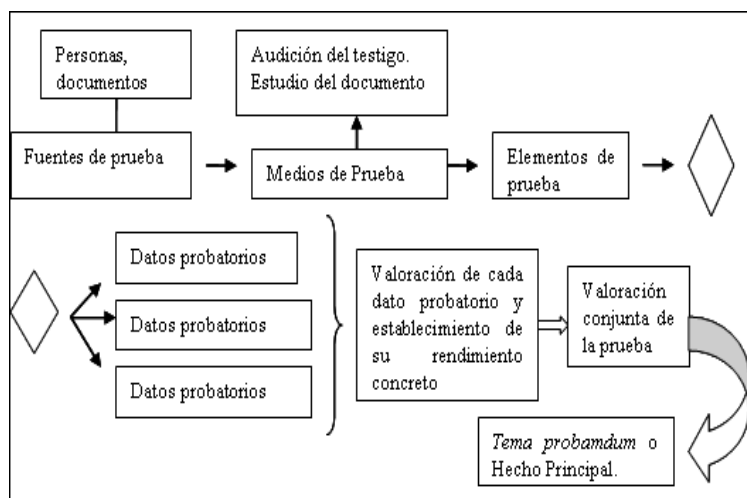 Personas,
documentos
Audición del testigo.
Estudio del documento
Fuentes de prueba
Medios de Prueba
Elementos de
prueba
Datos probatorios
Datos probatorios
Datos probatorios
Valoración de cada
dato probatorio y
establecimiento de
su rendimiento
concreto
Valoración
conjunta de
la prueba
Tema probamdum o
Hecho Principal.